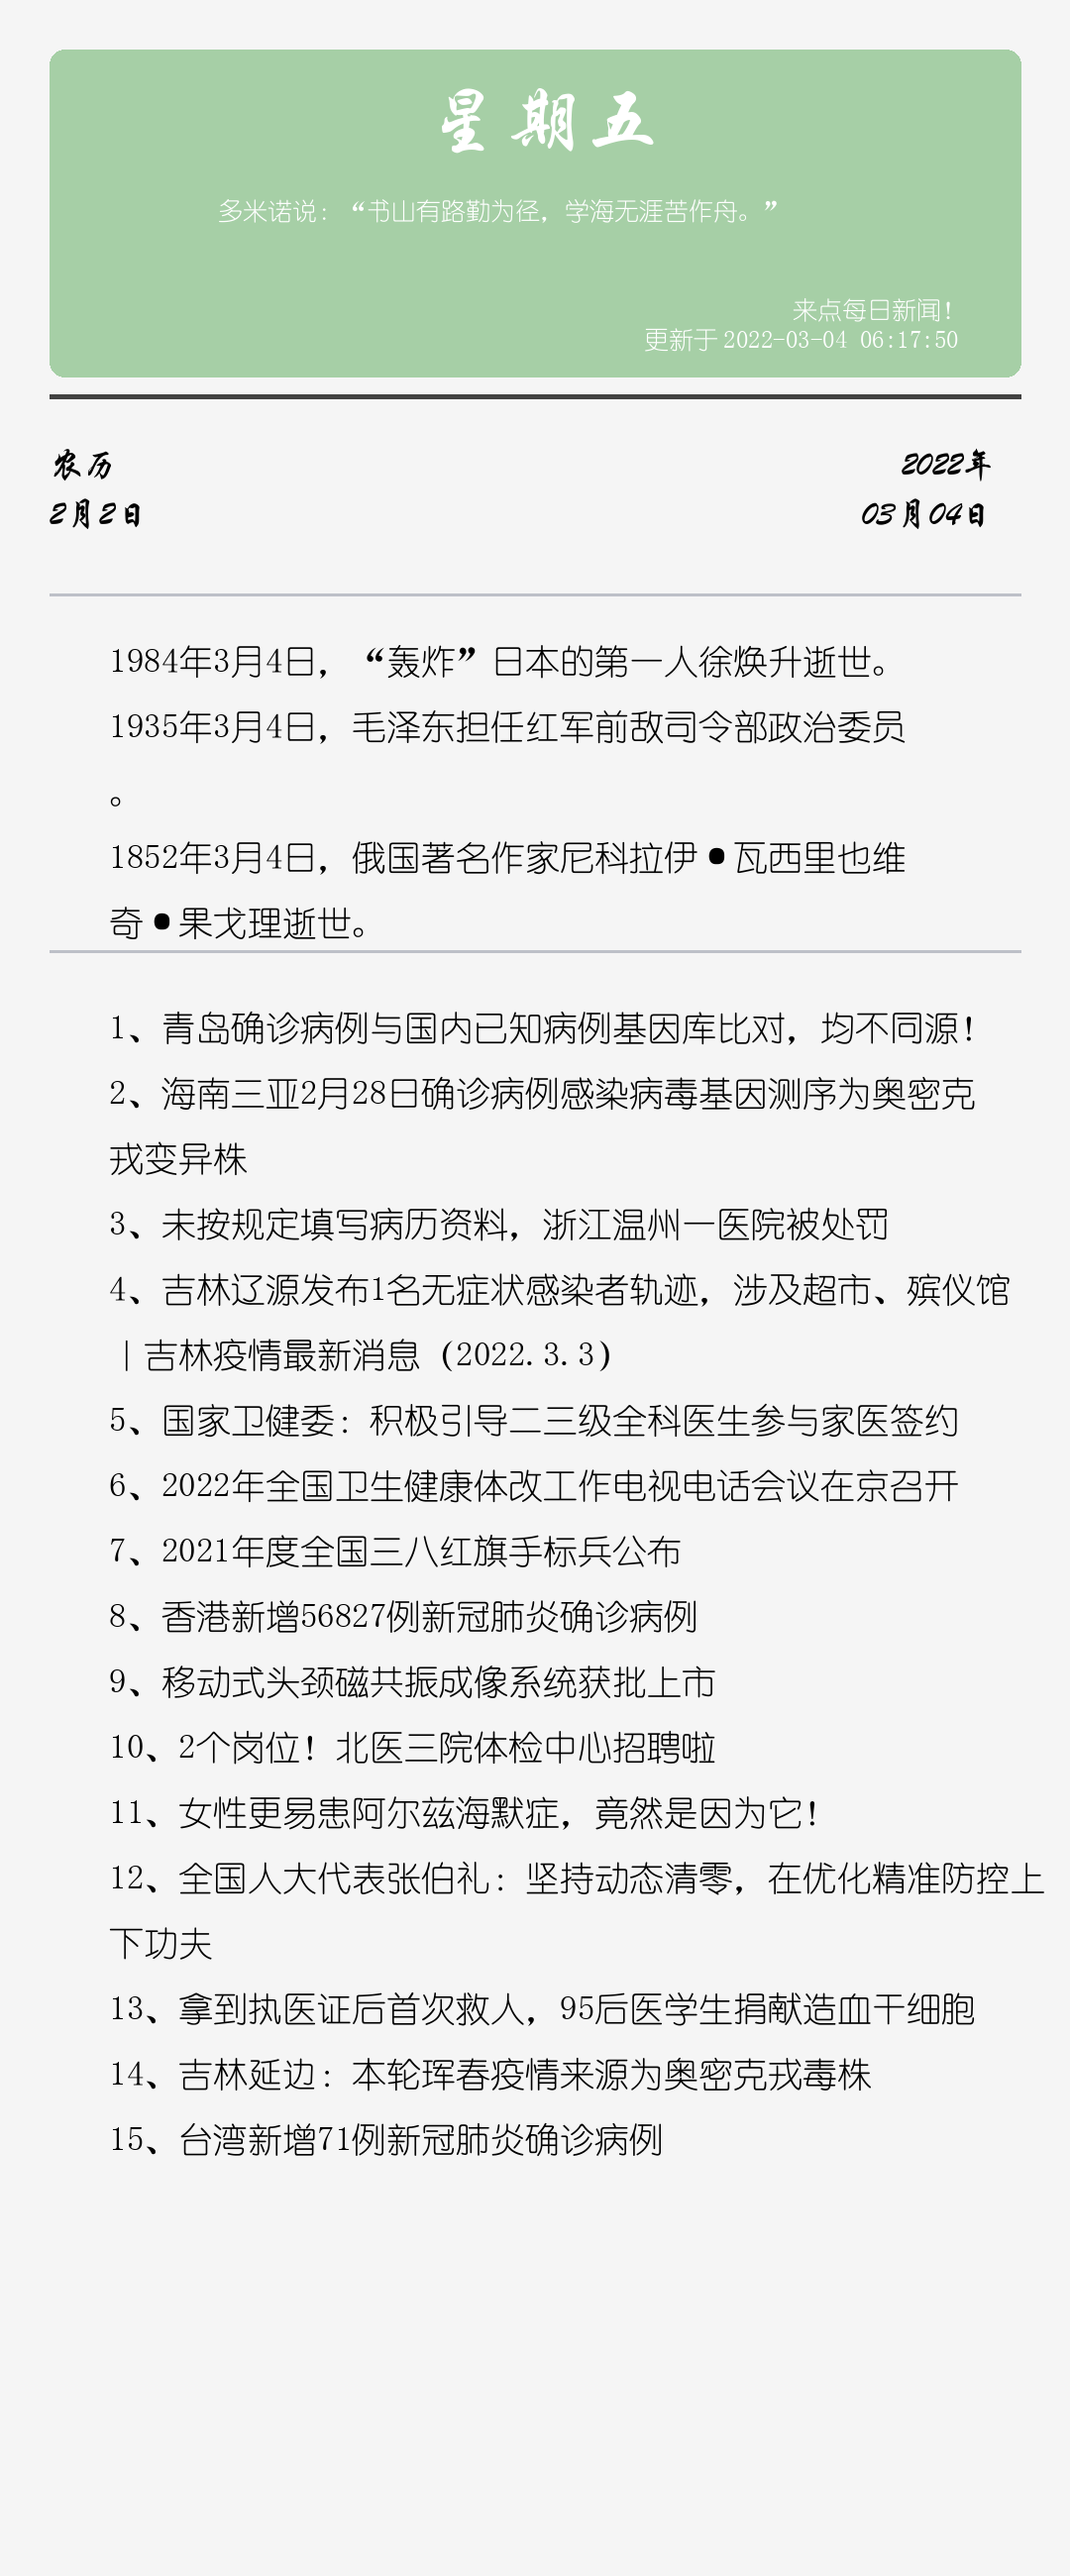 星期五
多米诺说：“书山有路勤为径，学海无涯苦作舟。”
来点每日新闻！
更新于 2022-03-04 06:17:50
农历
2022年
2月2日
03月04日
1984年3月4日，“轰炸”日本的第一人徐焕升逝世。
1935年3月4日，毛泽东担任红军前敌司令部政治委员
。
1852年3月4日，俄国著名作家尼科拉伊•瓦西里也维
奇•果戈理逝世。
1、青岛确诊病例与国内已知病例基因库比对，均不同源！
2、海南三亚2月28日确诊病例感染病毒基因测序为奥密克
戎变异株
3、未按规定填写病历资料，浙江温州一医院被处罚
4、吉林辽源发布1名无症状感染者轨迹，涉及超市、殡仪馆
｜吉林疫情最新消息（2022.3.3）
5、国家卫健委：积极引导二三级全科医生参与家医签约
6、2022年全国卫生健康体改工作电视电话会议在京召开
7、2021年度全国三八红旗手标兵公布
8、香港新增56827例新冠肺炎确诊病例
9、移动式头颈磁共振成像系统获批上市
10、2个岗位！北医三院体检中心招聘啦
11、女性更易患阿尔兹海默症，竟然是因为它！
12、全国人大代表张伯礼：坚持动态清零，在优化精准防控上
下功夫
13、拿到执医证后首次救人，95后医学生捐献造血干细胞
14、吉林延边：本轮珲春疫情来源为奥密克戎毒株
15、台湾新增71例新冠肺炎确诊病例